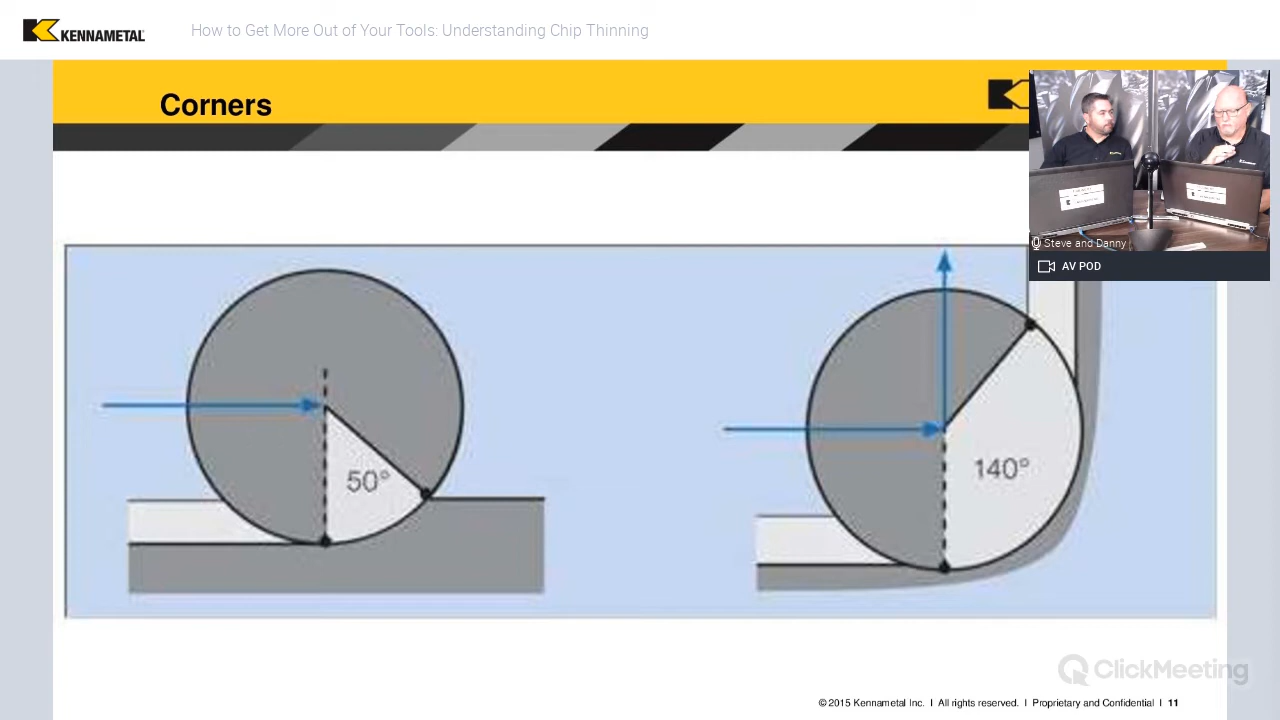 KENNAMETAL
How to Get More Out of Your Tools: Understanding Chip Thinning
Corners
Steve and Danny
AV POD
50°
140°
ClickMeeting
© 2015 Kennametal Inc. I All rights reserved. I Proprietary and Confidential I 11